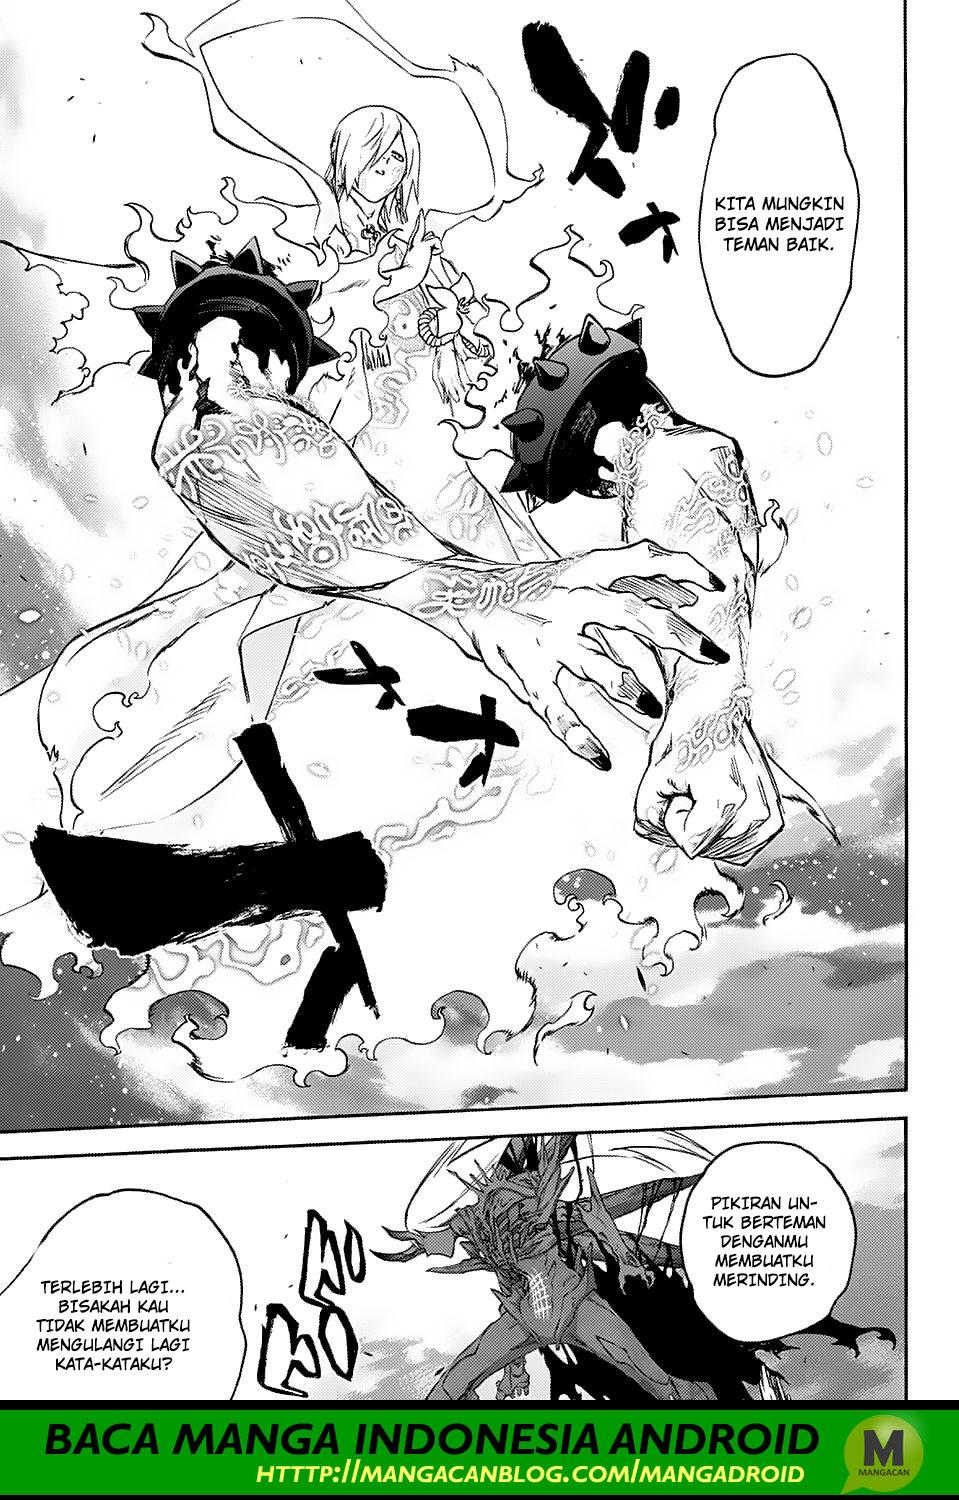 KITA MUNGKIN
BISA MENJADI
TEMAN BAIK.
PIKIRAN UN-
TUK BERTEMAN
DENGANMU
MEMBUATKU
MERINDING.
TERLEBIH LAGI...
BISAKAH KAU
TIDAK MEMBUATKU
MENGULANGI LAGI
KATA-KATAKU?
BACA MANGA INDONESIA ANDROID
HTTTP://MANGACANBLOG.COM/MANGADROID
M
MANGACAN